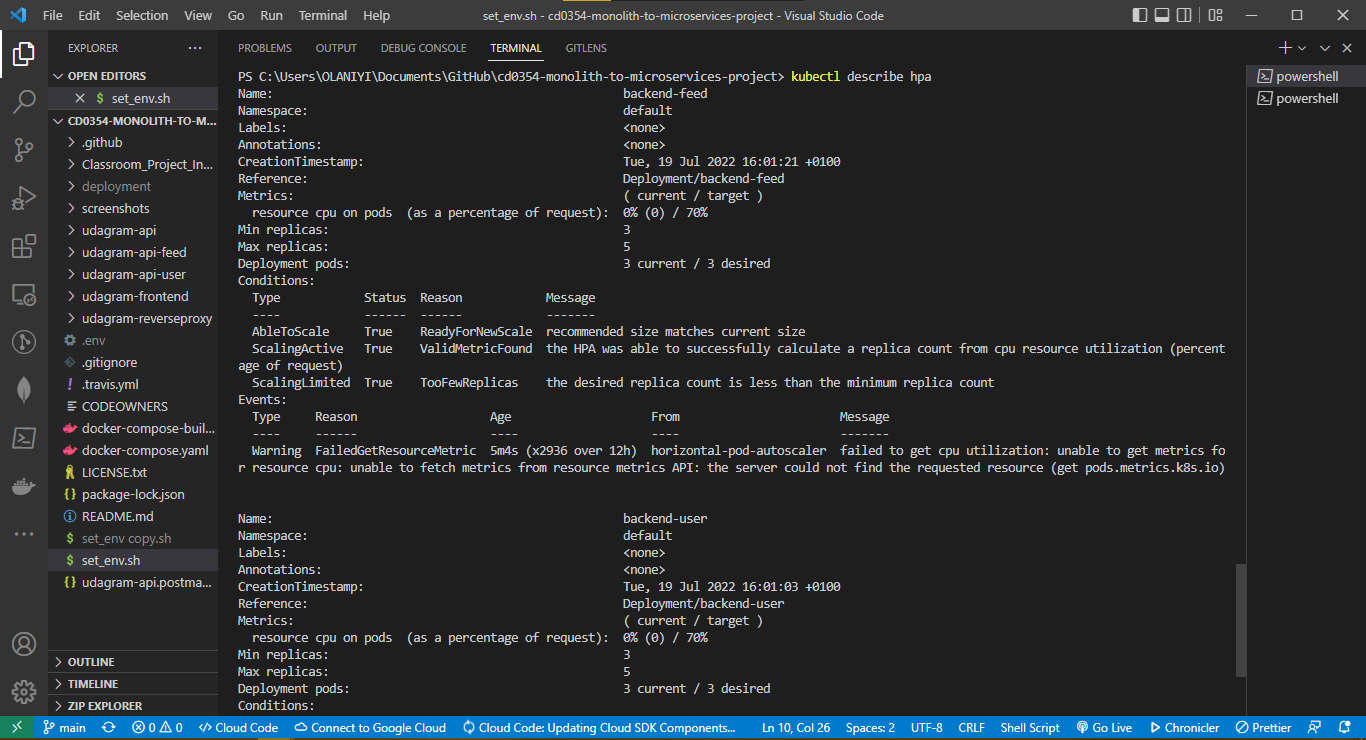 File Edit Selection View Go Run Terminal Help
set_env.sh - cd0354-monolith-to-microservices-project - Visual Studio Code
EXPLORER
OPEN EDITORS
$ set_env.sh
CD0354-MONOLITH-TO-M...
.github
Classroom_Project_In...
deployment
screenshots
udagram-api
udagram-api-feed
udagram-api-user
udagram-frontend
udagram-reverseproxy
.env
.gitignore
! .travis.yml
CODEOWNERS
docker-compose-buil...
docker-compose.yaml
LICENSE.txt
{} package-lock.json
README.md
$ set_env copy.sh
$ set_env.sh
{} udagram-api.postma...
OUTLINE
TIMELINE
ZIP EXPLORER
PROBLEMS OUTPUT DEBUG CONSOLE TERMINAL GITLENS
PS C:\Users\OLANIYI\Documents\GitHub\cd0354-monolith-to-microservices-project> kubectl describe hpa
Name: backend-feed
Namespace: default
Labels: <none>
Annotations: <none>
CreationTimestamp: Tue, 19 Jul 2022 16:01:21 +0100
Reference: Deployment/backend-feed
Metrics: ( current / target )
resource cpu on pods (as a percentage of request): 0% (0) / 70%
Min replicas: 3
Max replicas: 5
Deployment pods: 3 current / 3 desired
Conditions:
Type Status Reason Message
---- ------ ------ -------
AbleToScale True ReadyForNewScale recommended size matches current size
ScalingActive True ValidMetricFound the HPA was able to successfully calculate a replica count from cpu resource utilization (percent
age of request)
ScalingLimited True TooFewReplicas the desired replica count is less than the minimum replica count
Events:
Type Reason Age From Message
---- ------ ---- ---- -------
Warning FailedGetResourceMetric 5m4s (x2936 over 12h) horizontal-pod-autoscaler failed to get cpu utilization: unable to get metrics fo
r resource cpu: unable to fetch metrics from resource metrics API: the server could not find the requested resource (get pods.metrics.k8s.io)
Name: backend-user
Namespace: default
Labels: <none>
Annotations: <none>
CreationTimestamp: Tue, 19 Jul 2022 16:01:03 +0100
Reference: Deployment/backend-user
Metrics: ( current / target )
resource cpu on pods (as a percentage of request): 0% (0) / 70%
Min replicas: 3
Max replicas: 5
Deployment pods: 3 current / 3 desired
Conditions:
powershell
powershell
main 0 0 Cloud Code Connect to Google Cloud Cloud Code: Updating Cloud SDK Components... Ln 10, Col 26 Spaces: 2 UTF-8 CRLF Shell Script Go Live Chronicler Prettier